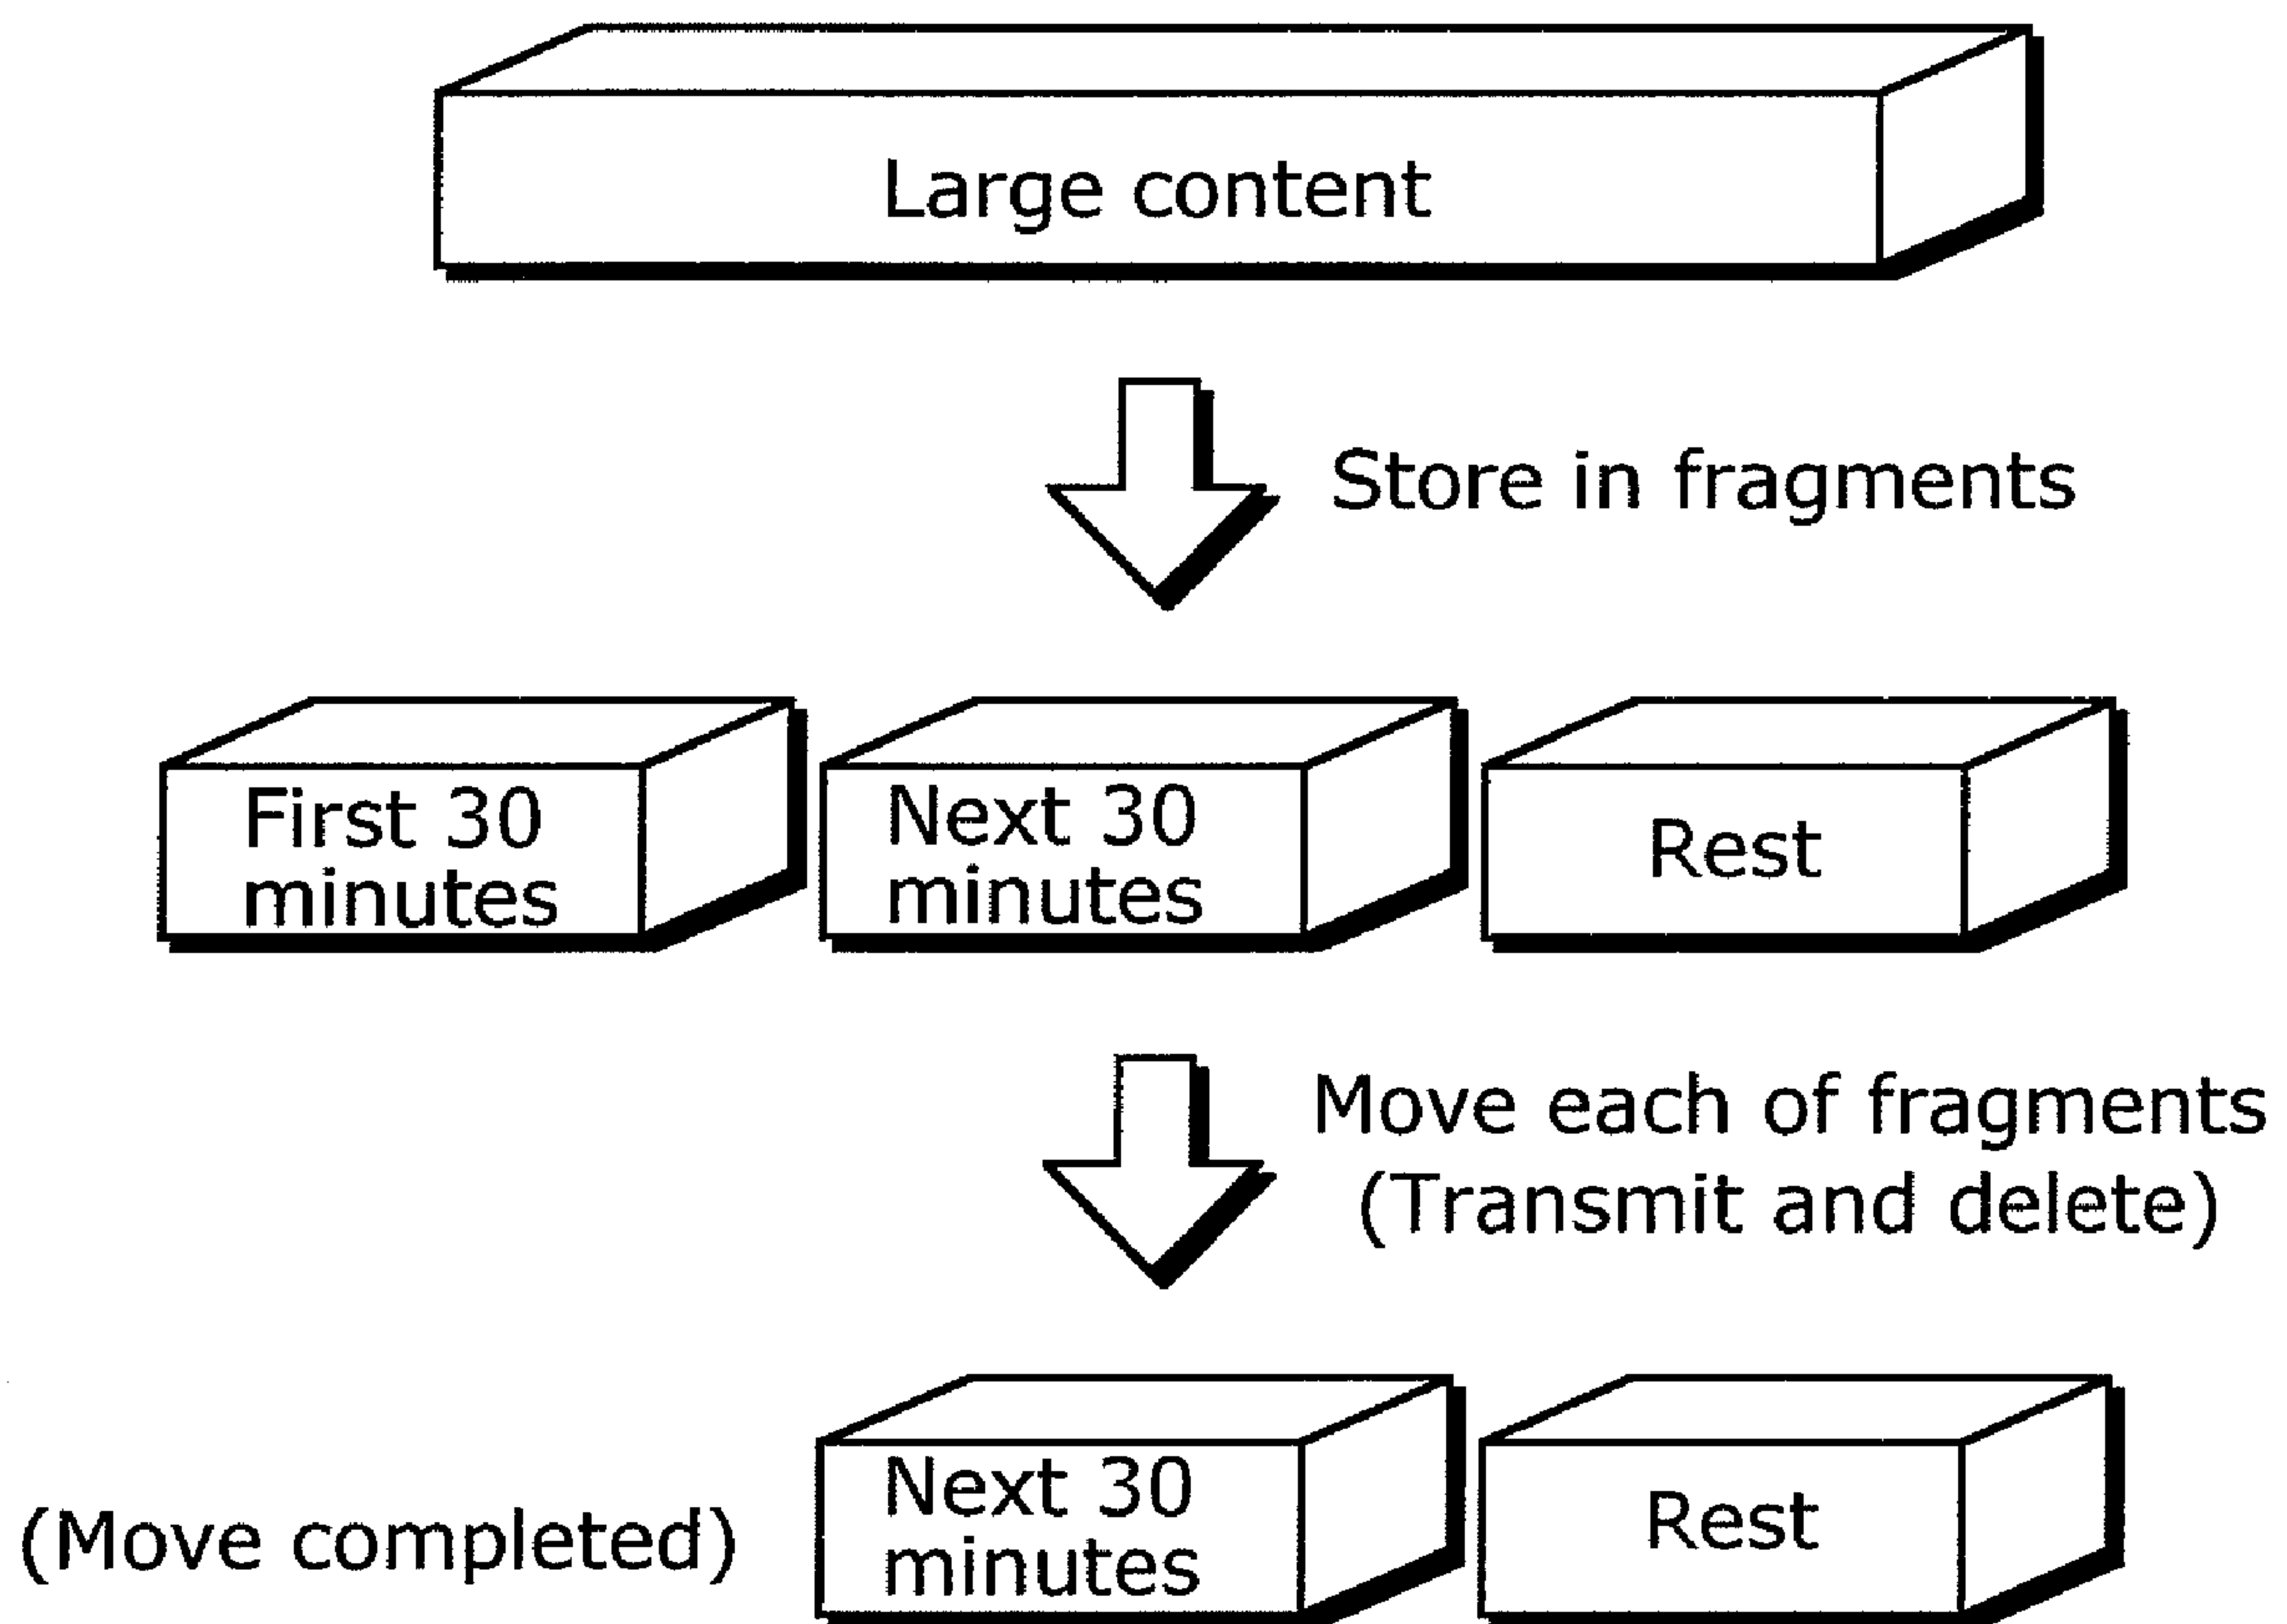 Large content
Store in fragments
First 30
minutes
Next 30
minutes
Rest
Move each of fragments
(Transmit and delete)
(Move completed)
Next 30
minutes
Rest